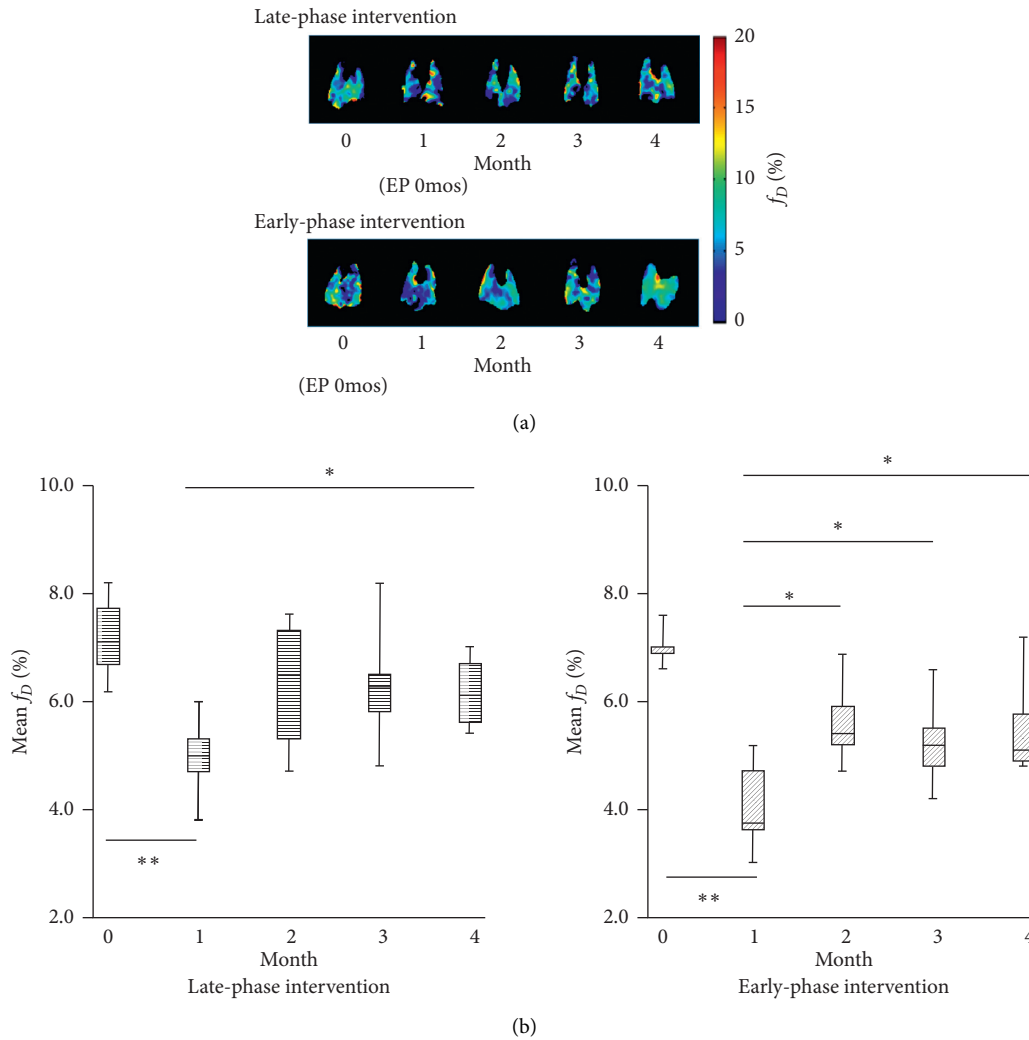 Late-phase intervention
0 1 2 3 4
Month
(EP 0mos)
Early-phase intervention
0 1 2 3 4
Month
(EP 0mos)
20
15
10
5
0
f_D (%)
(a)
10.0
8.0
6.0
4.0
2.0
Mean f_D (%)
*
**
0 1 2 3 4
Month
Late-phase intervention
10.0
8.0
6.0
4.0
2.0
Mean f_D (%)
*
*
*
**
0 1 2 3 4
Month
Early-phase intervention
(b)